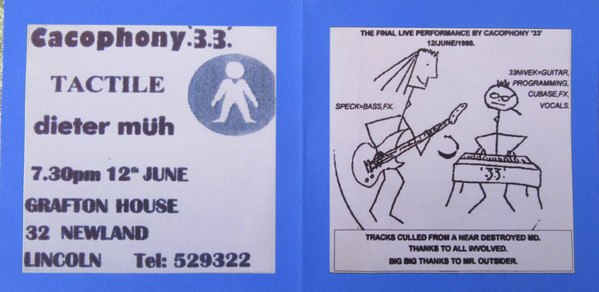 Cacophony '3.3'.
TACTILE
dieter müh
7.30pm 12th JUNE
GRAFTON HOUSE
32 NEWLAND
LINCOLN Tel: 529322
THE FINAL LIVE PERFORMANCE BY CACOPHONY '33'
12/JUNE/1998.
33NIVEK=GUITAR,
PROGRAMMING,
CUBASE,FX,
VOCALS.
SPECK=BASS,FX.
'33'
TRACKS CULLED FROM A NEAR DESTROYED MD.
THANKS TO ALL INVOLVED.
BIG BIG THANKS TO MR. OUTSIDER.